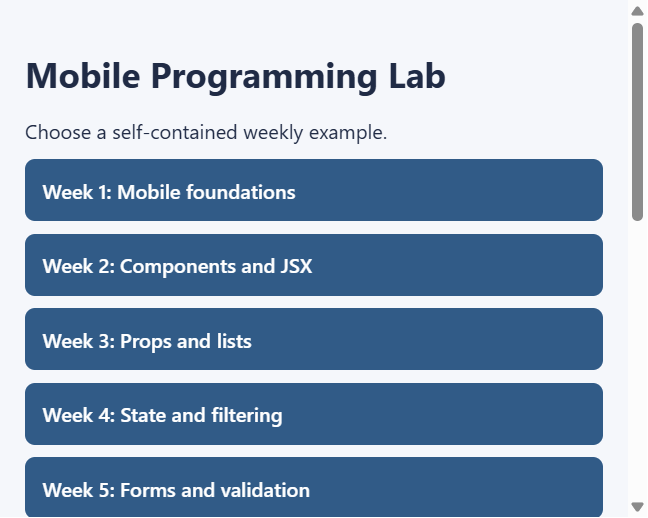 Mobile Programming Lab
Choose a self-contained weekly example.
Week 1: Mobile foundations
Week 2: Components and JSX
Week 3: Props and lists
Week 4: State and filtering
Week 5: Forms and validation